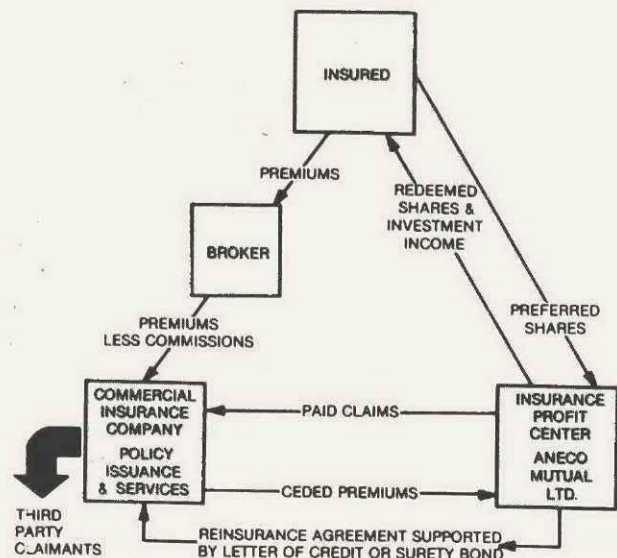 INSURED
PREMIUMS
REDEEMED
SHARES &
INVESTMENT
INCOME
BROKER
PREFERRED
SHARES
PREMIUMS
LESS COMMISSIONS
COMMERCIAL
INSURANCE
COMPANY
POLICY
ISSUANCE
& SERVICES
PAID CLAIMS
CEDED PREMIUMS
INSURANCE
PROFIT
CENTER
ANECO
MUTUAL
LTD.
THIRD
PARTY
CLAIMANTS
REINSURANCE AGREEMENT SUPPORTED
BY LETTER OF CREDIT OR SURETY BOND